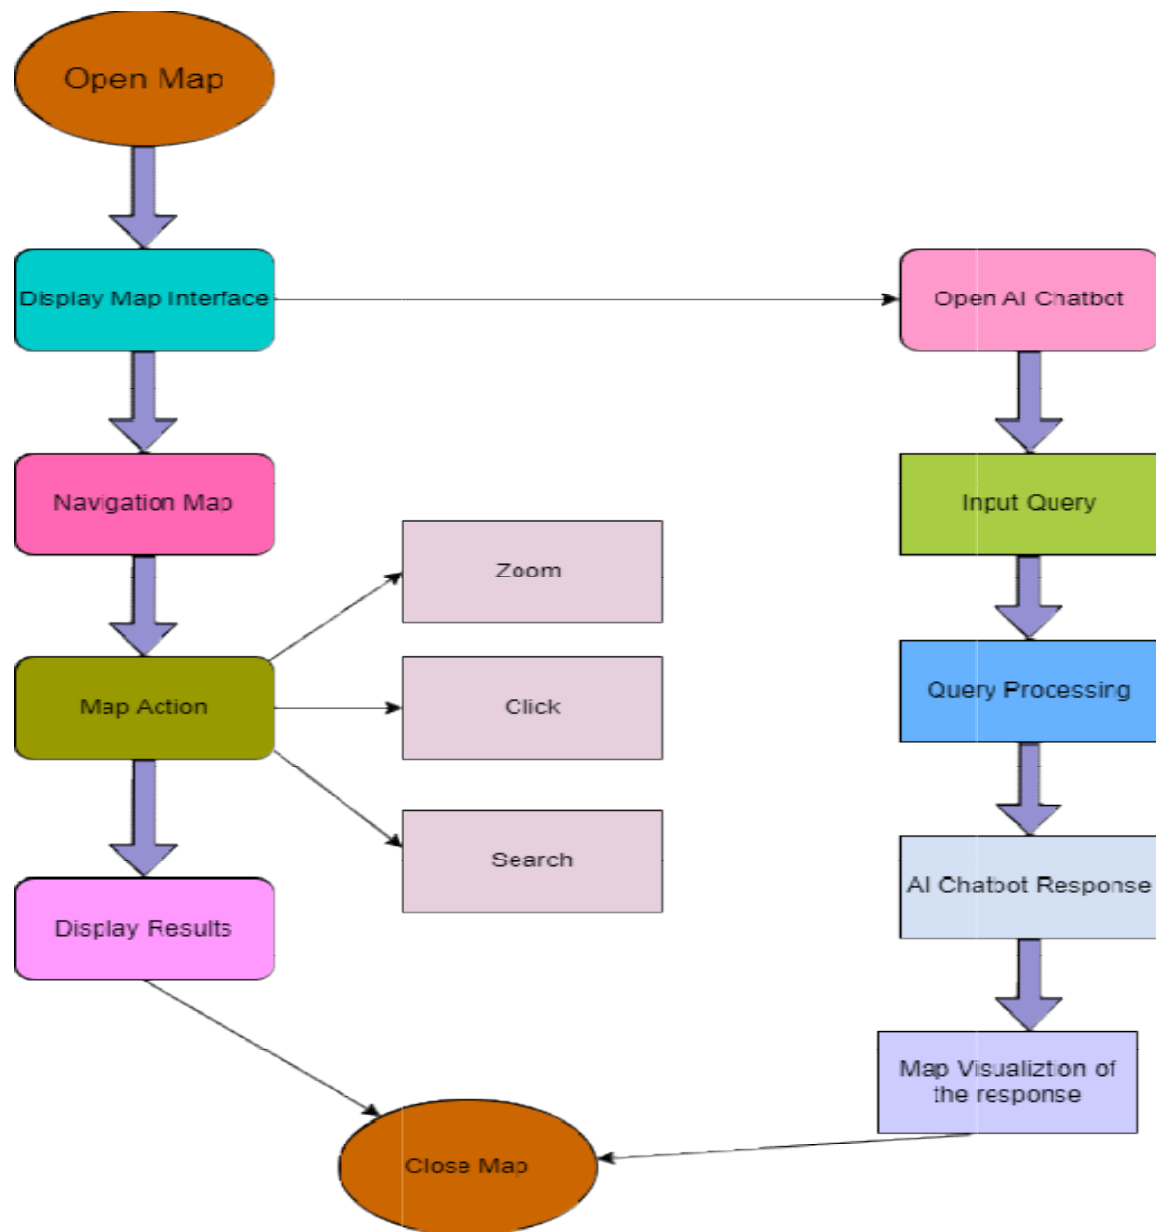 Open Map
Display Map Interface
Open AI Chatbot
Navigation Map
Input Query
Zoom
Map Action
Click
Query Processing
Search
AI Chatbot Response
Display Results
Map Visualiztion of
the response
Close Map